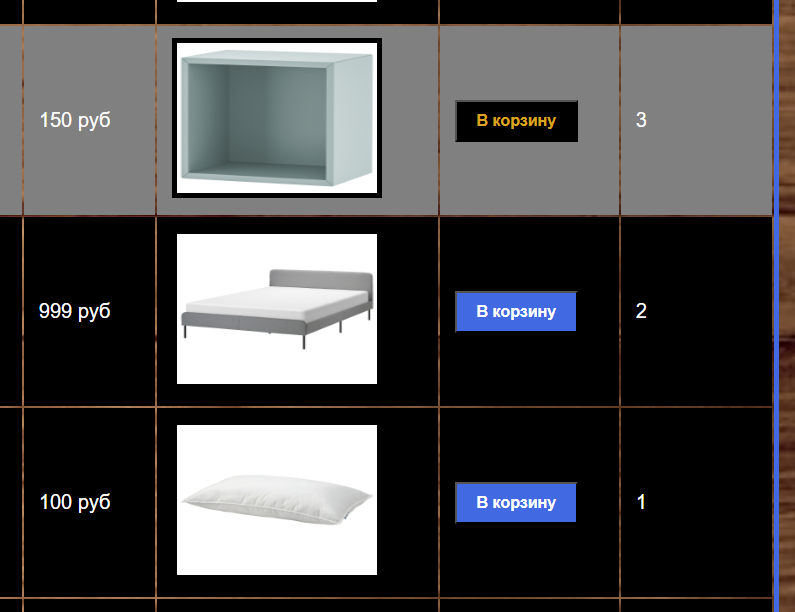 150 руб В корзину 3
999 руб В корзину 2
100 руб В корзину 1